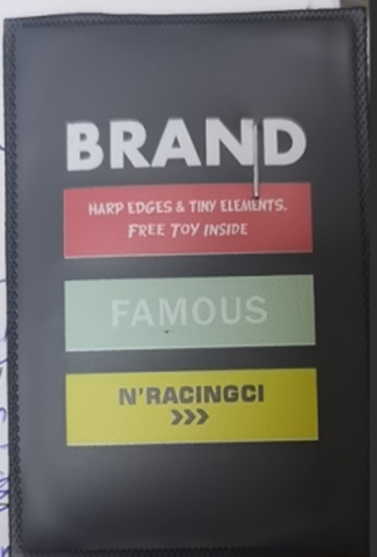 BRAND
HARP EDGES & TINY ELEMENTS.
FREE TOY INSIDE
FAMOUS
N'RACINGCI
>>>